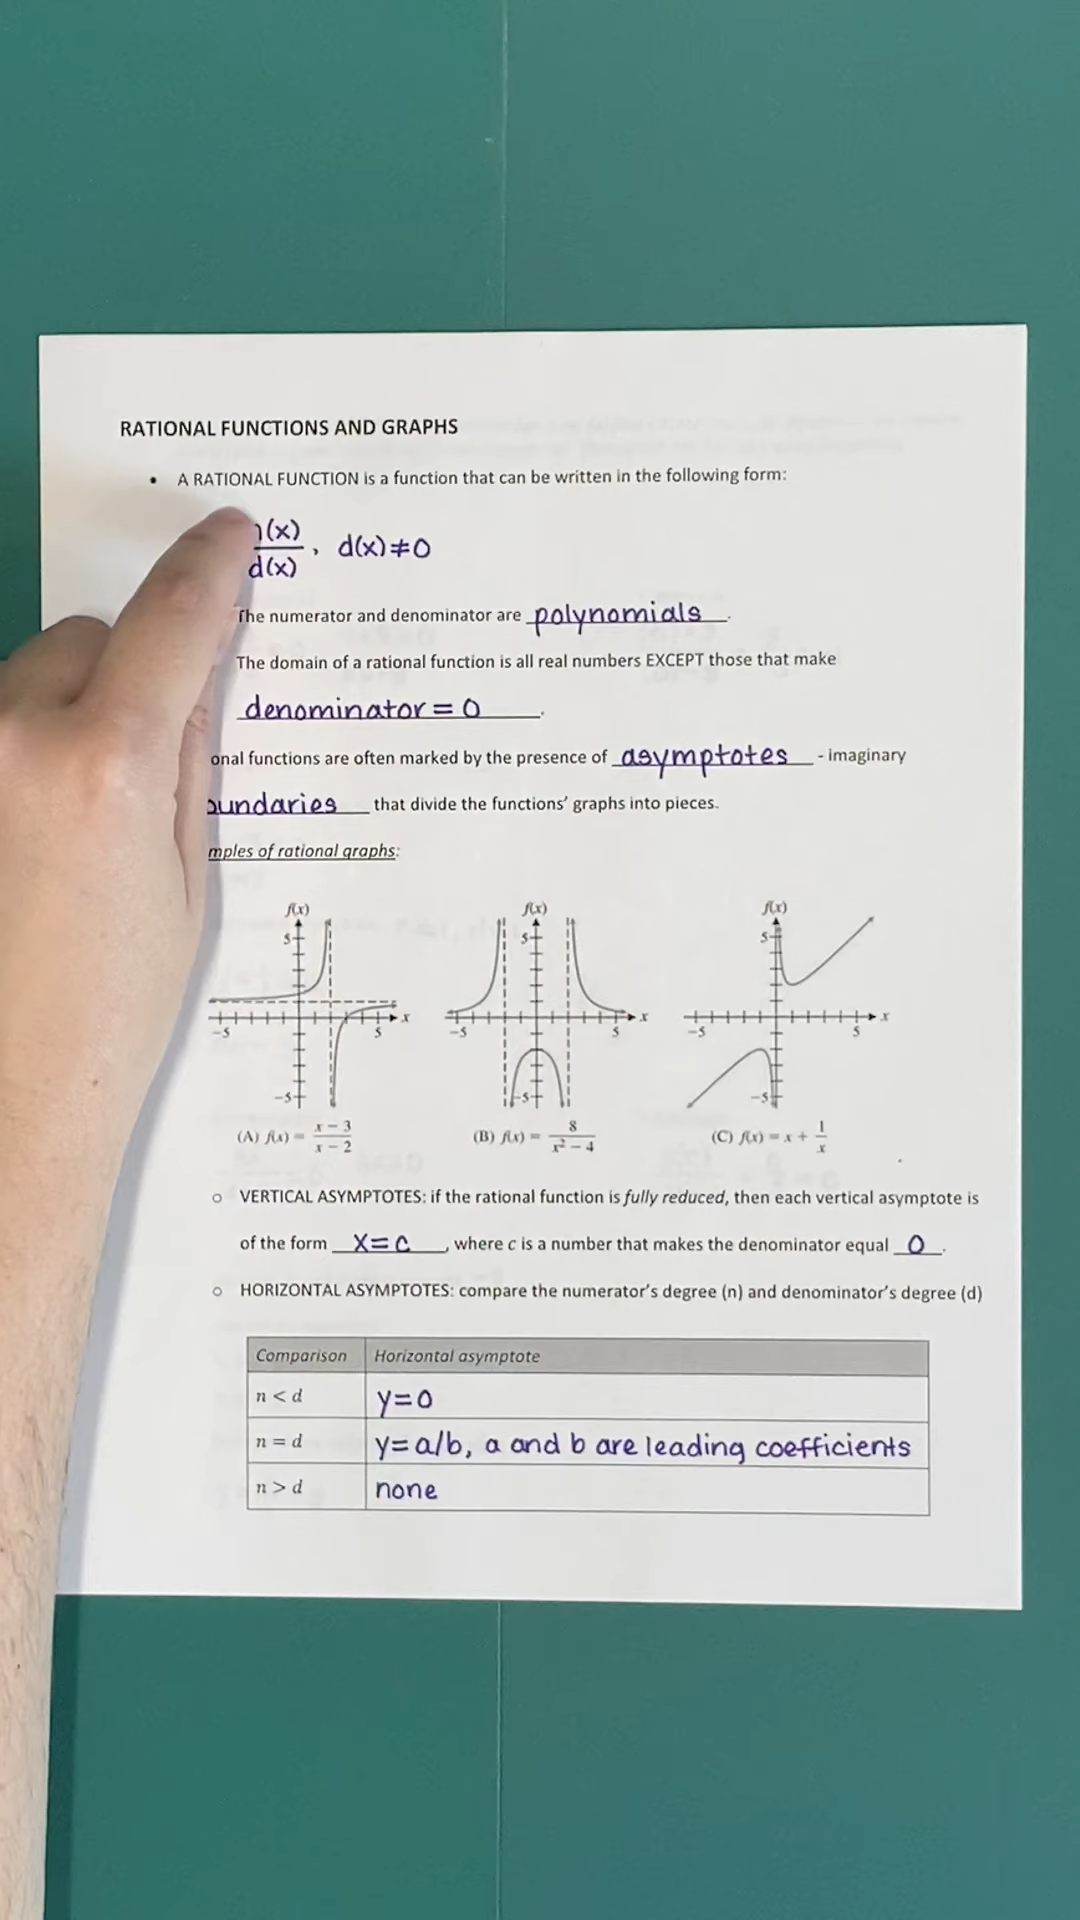 RATIONAL FUNCTIONS AND GRAPHS
• A RATIONAL FUNCTION is a function that can be written in the following form:
(x)
d(x) , d(x)≠0
The numerator and denominator are polynomials.
The domain of a rational function is all real numbers EXCEPT those that make
denominator = 0.
onal functions are often marked by the presence of asymptotes - imaginary
oundaries that divide the functions' graphs into pieces.
mples of rational graphs:
f(x) f(x) f(x)
5 5 5
-5 5 x -5 5 x -5 5 x
-5 -5 -5
(A) f(x) = x − 3 / x − 2 (B) f(x) = 8 / x² − 4 (C) f(x) = x + 1 / x
○ VERTICAL ASYMPTOTES: if the rational function is fully reduced, then each vertical asymptote is
of the form x=c, where c is a number that makes the denominator equal 0.
○ HORIZONTAL ASYMPTOTES: compare the numerator's degree (n) and denominator's degree (d)
Comparison Horizontal asymptote
n < d y=0
n = d y=a/b, a and b are leading coefficients
n > d none